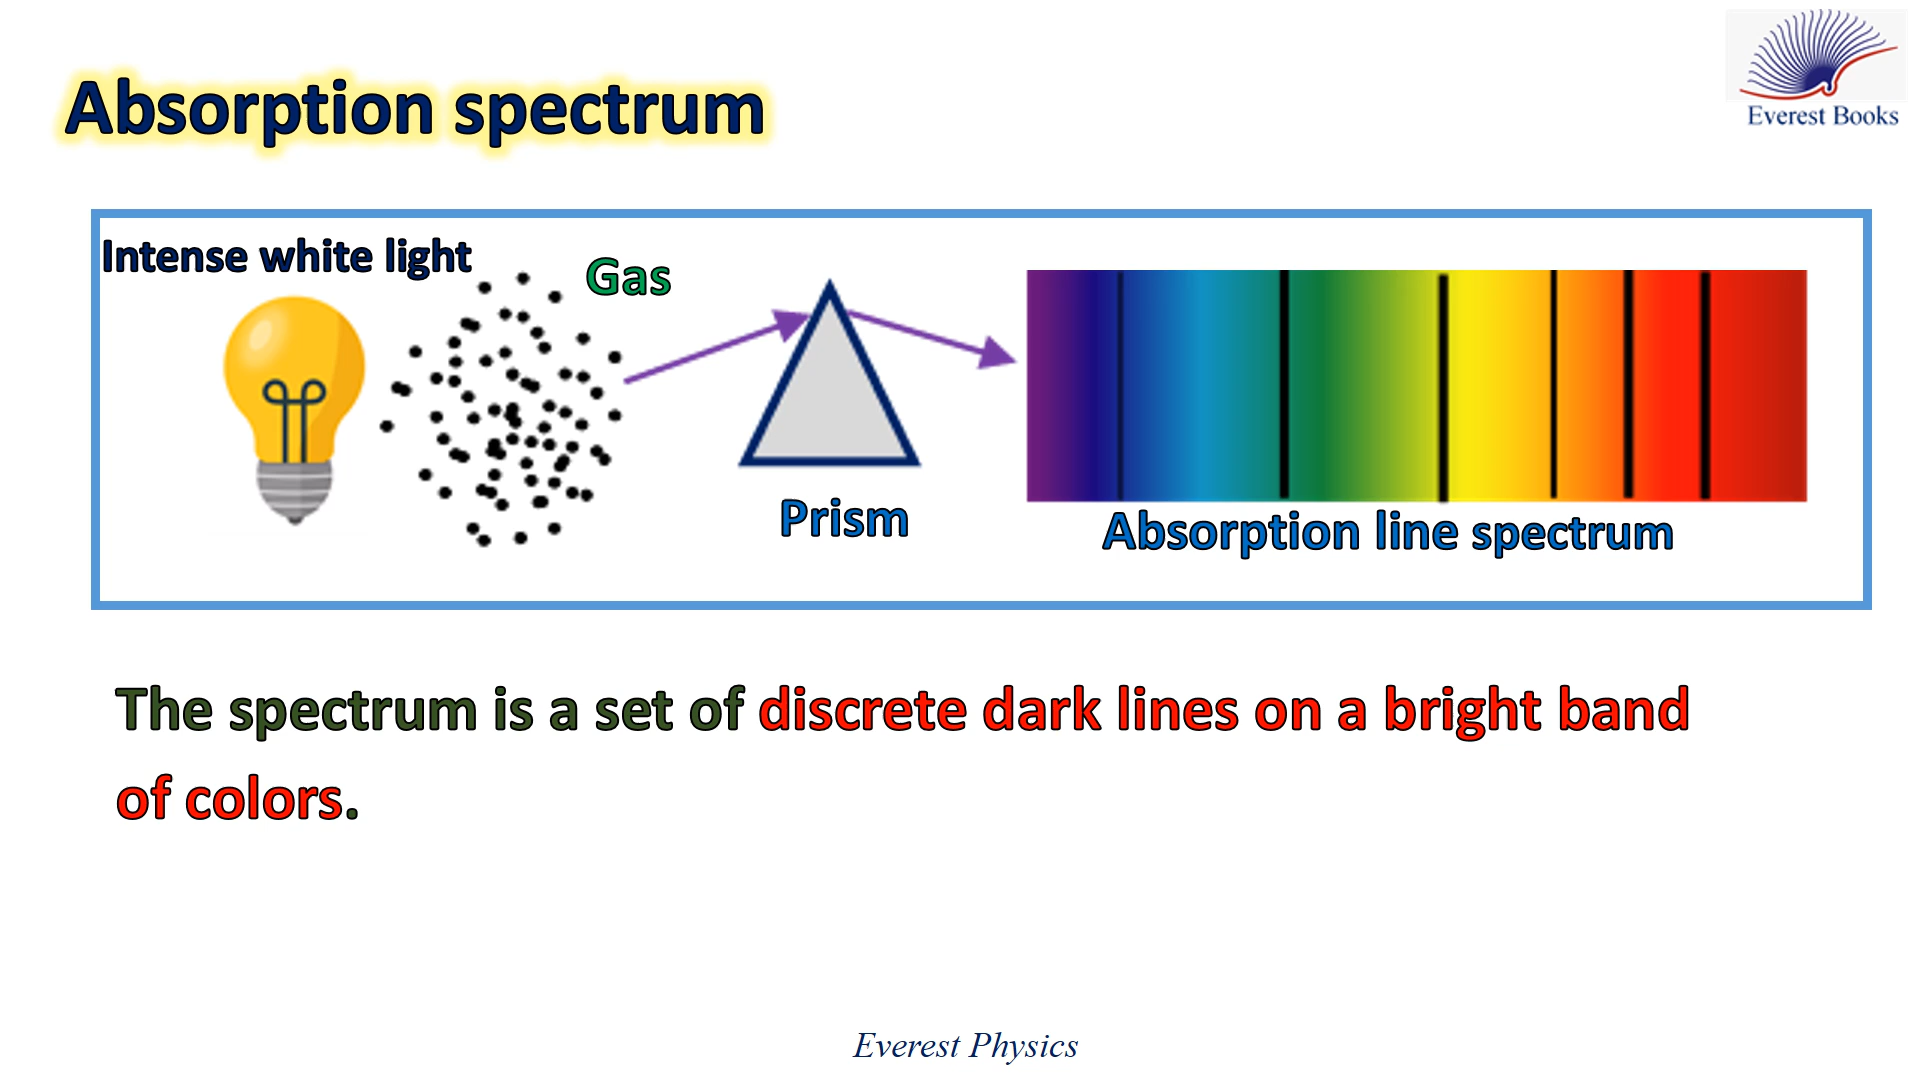 Absorption spectrum
Everest Books
Intense white light
Gas
Prism
Absorption line spectrum
The spectrum is a set of discrete dark lines on a bright band
of colors.
Everest Physics